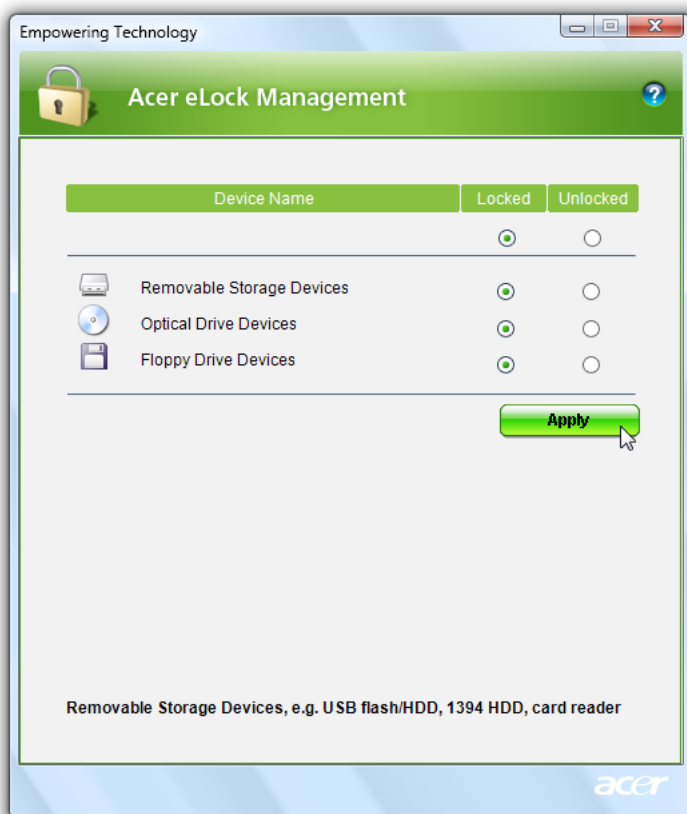 Empowering Technology
Acer eLock Management
?
Device Name Locked Unlocked
Removable Storage Devices
Optical Drive Devices
Floppy Drive Devices
Apply
Removable Storage Devices, e.g. USB flash/HDD, 1394 HDD, card reader
acer